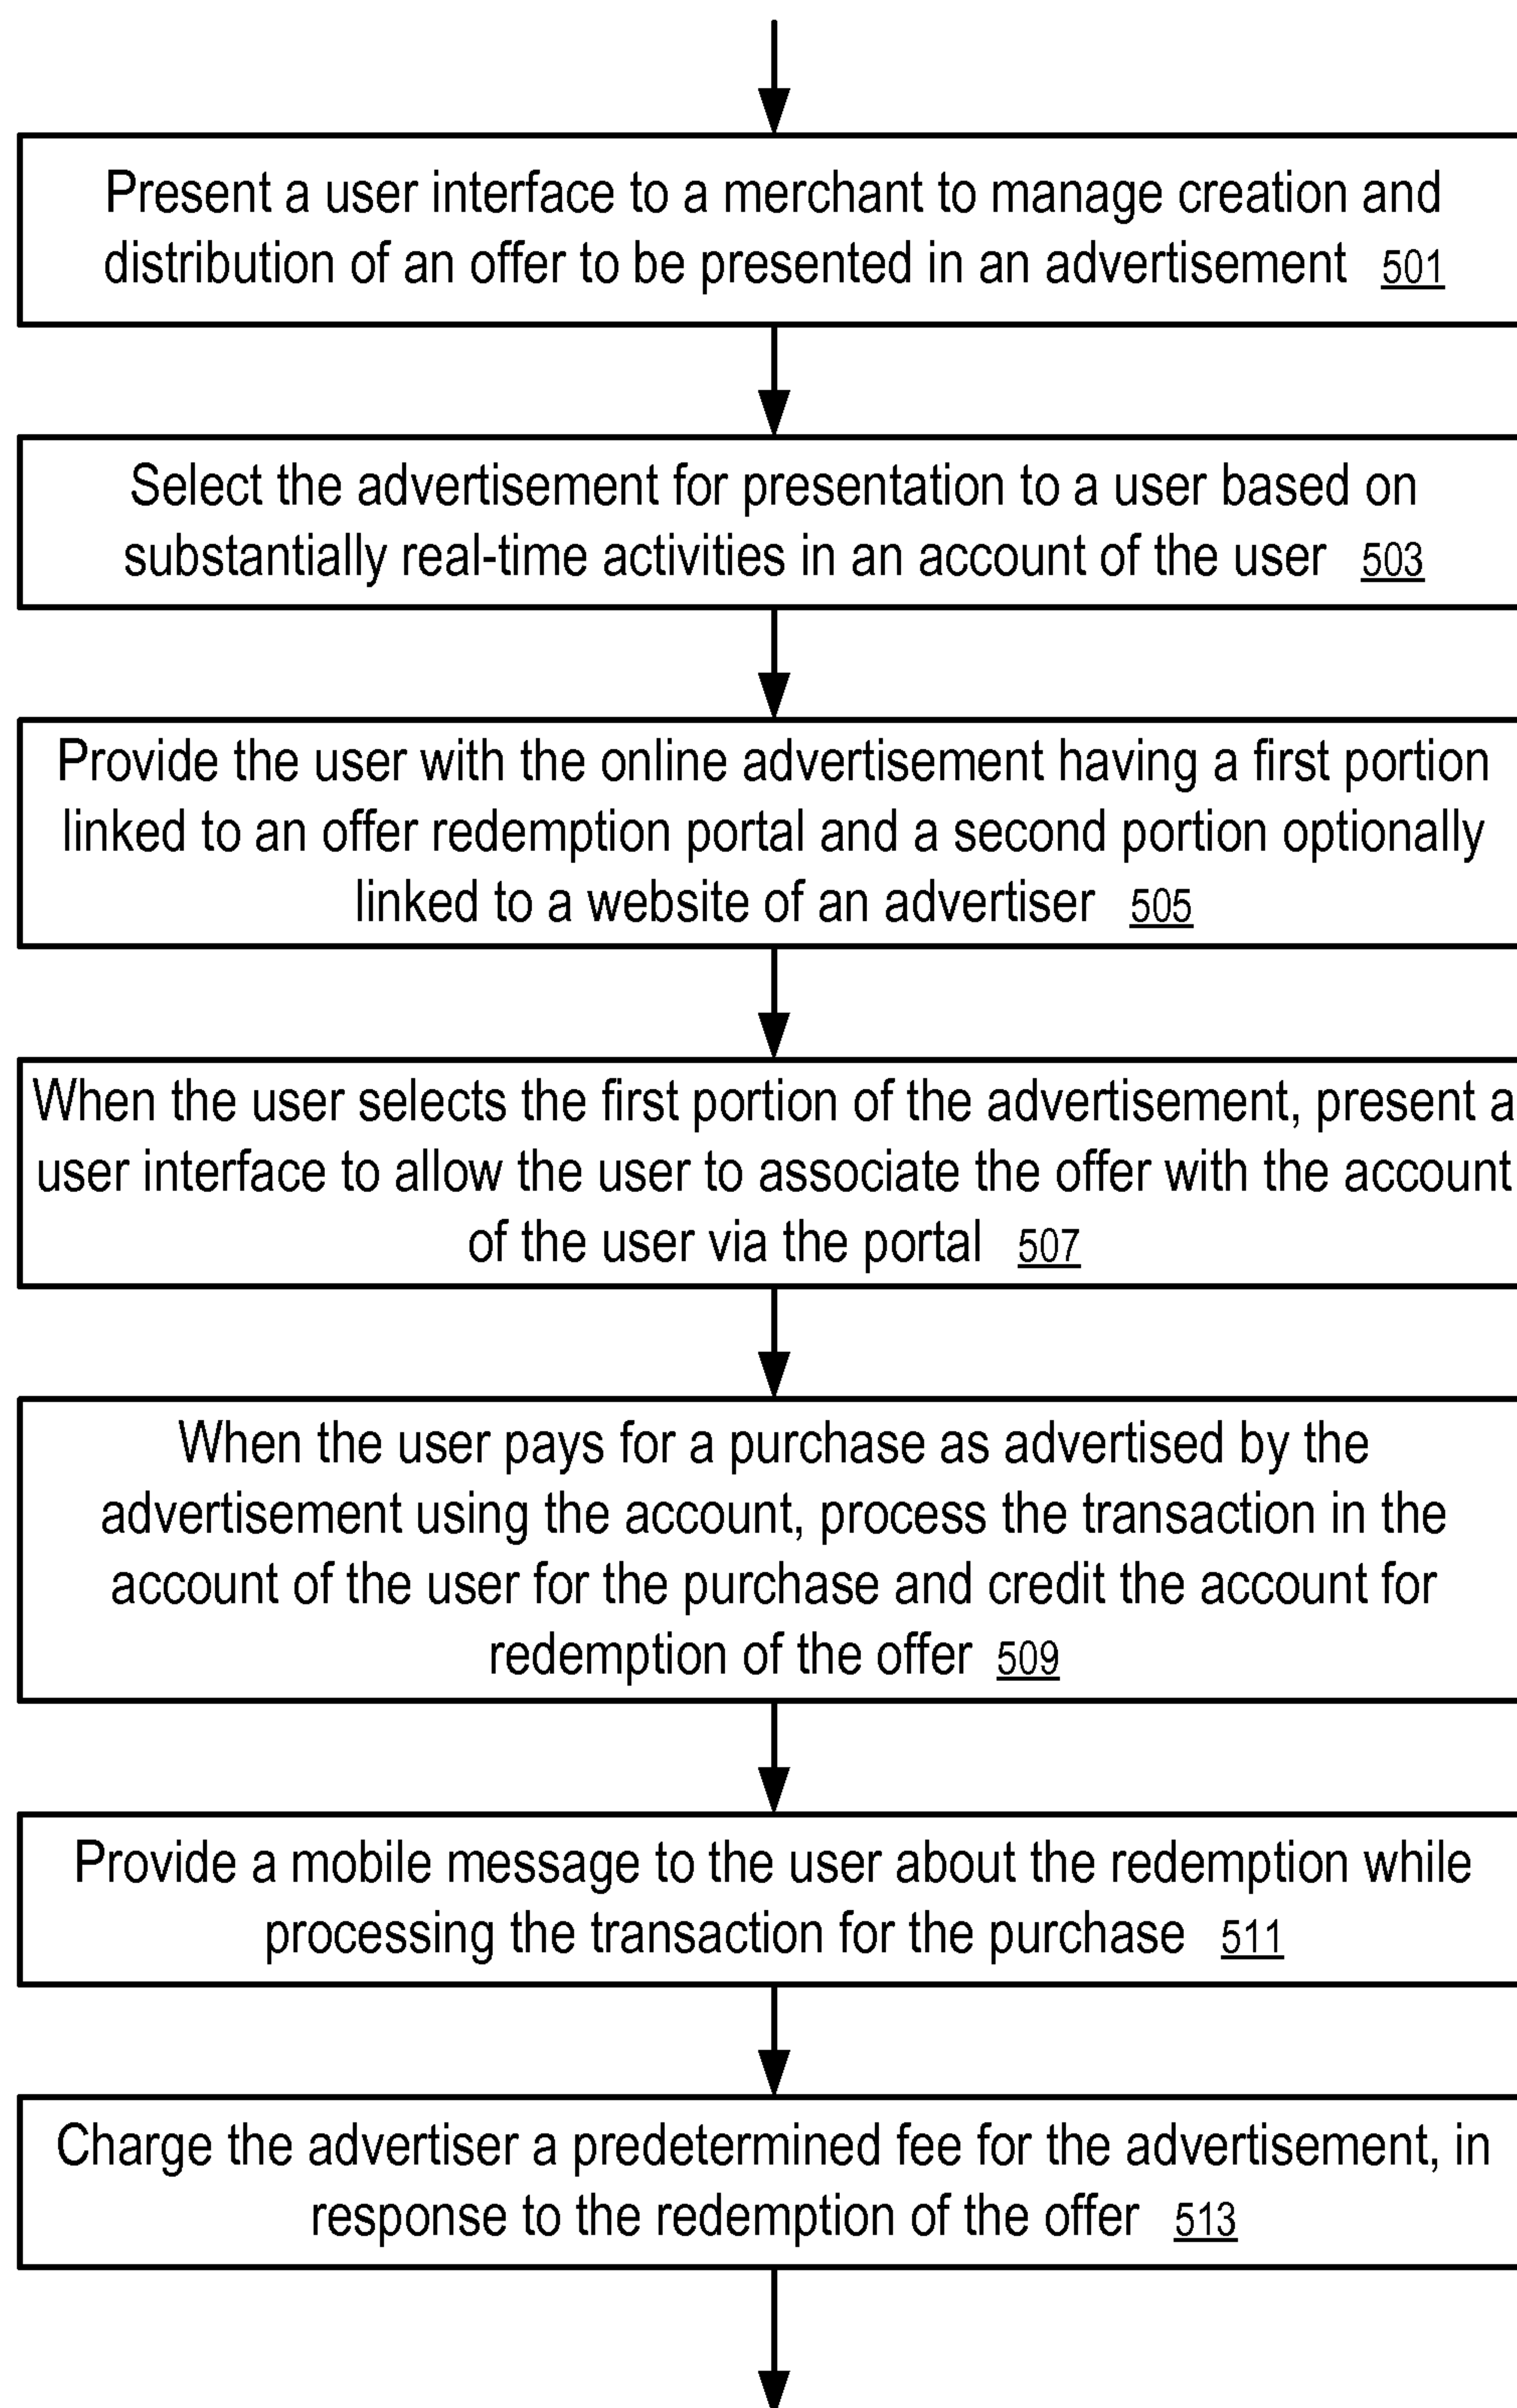 Present a user interface to a merchant to manage creation and
distribution of an offer to be presented in an advertisement 501
Select the advertisement for presentation to a user based on
substantially real-time activities in an account of the user 503
Provide the user with the online advertisement having a first portion
linked to an offer redemption portal and a second portion optionally
linked to a website of an advertiser 505
When the user selects the first portion of the advertisement, present a
user interface to allow the user to associate the offer with the account
of the user via the portal 507
When the user pays for a purchase as advertised by the
advertisement using the account, process the transaction in the
account of the user for the purchase and credit the account for
redemption of the offer 509
Provide a mobile message to the user about the redemption while
processing the transaction for the purchase 511
Charge the advertiser a predetermined fee for the advertisement, in
response to the redemption of the offer 513